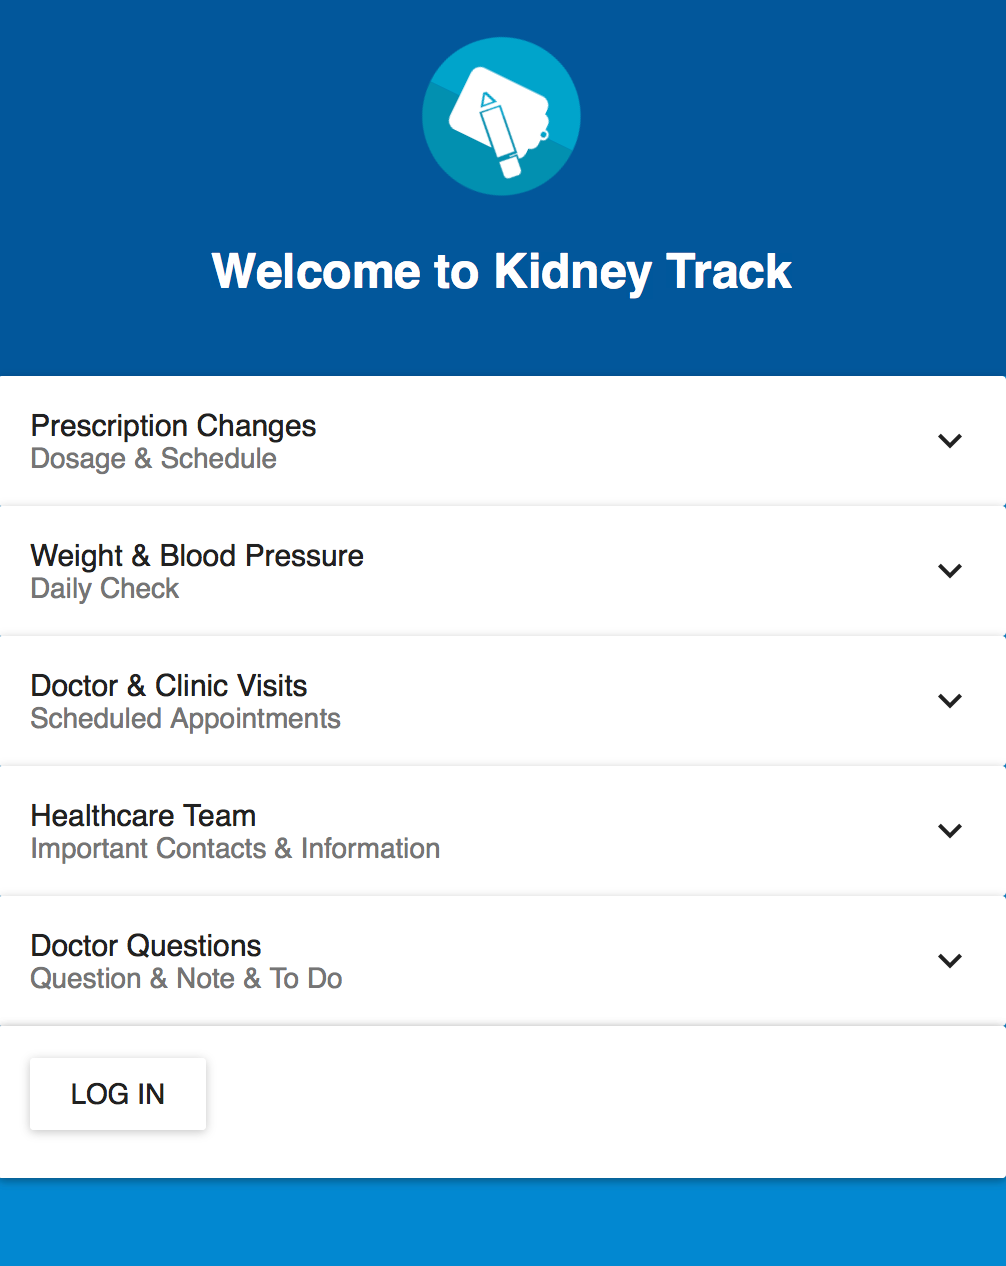 Welcome to Kidney Track
Prescription Changes
Dosage & Schedule
Weight & Blood Pressure
Daily Check
Doctor & Clinic Visits
Scheduled Appointments
Healthcare Team
Important Contacts & Information
Doctor Questions
Question & Note & To Do
LOG IN